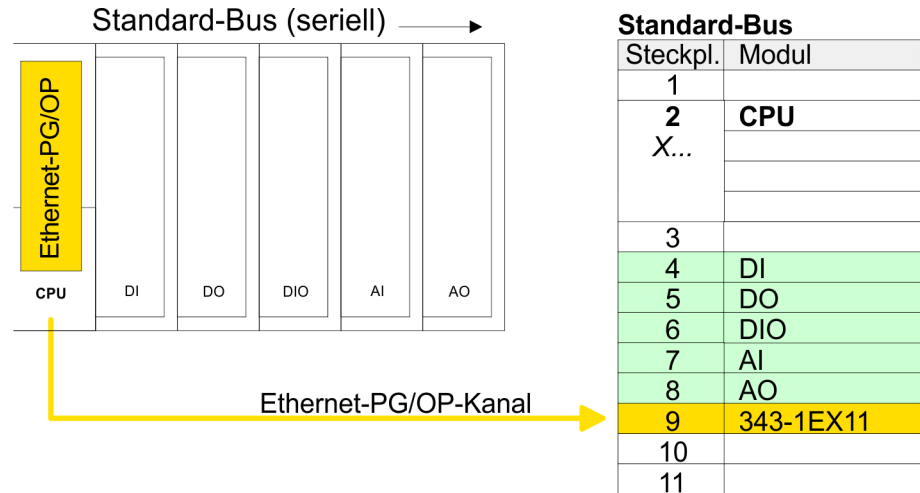 Standard-Bus (seriell)
Ethernet-PG/OP
CPU
DI
DO
DIO
AI
AO
Ethernet-PG/OP-Kanal
Standard-Bus
Steckpl. Modul
1
2 CPU
X...
3
4 DI
5 DO
6 DIO
7 AI
8 AO
9 343-1EX11
10
11